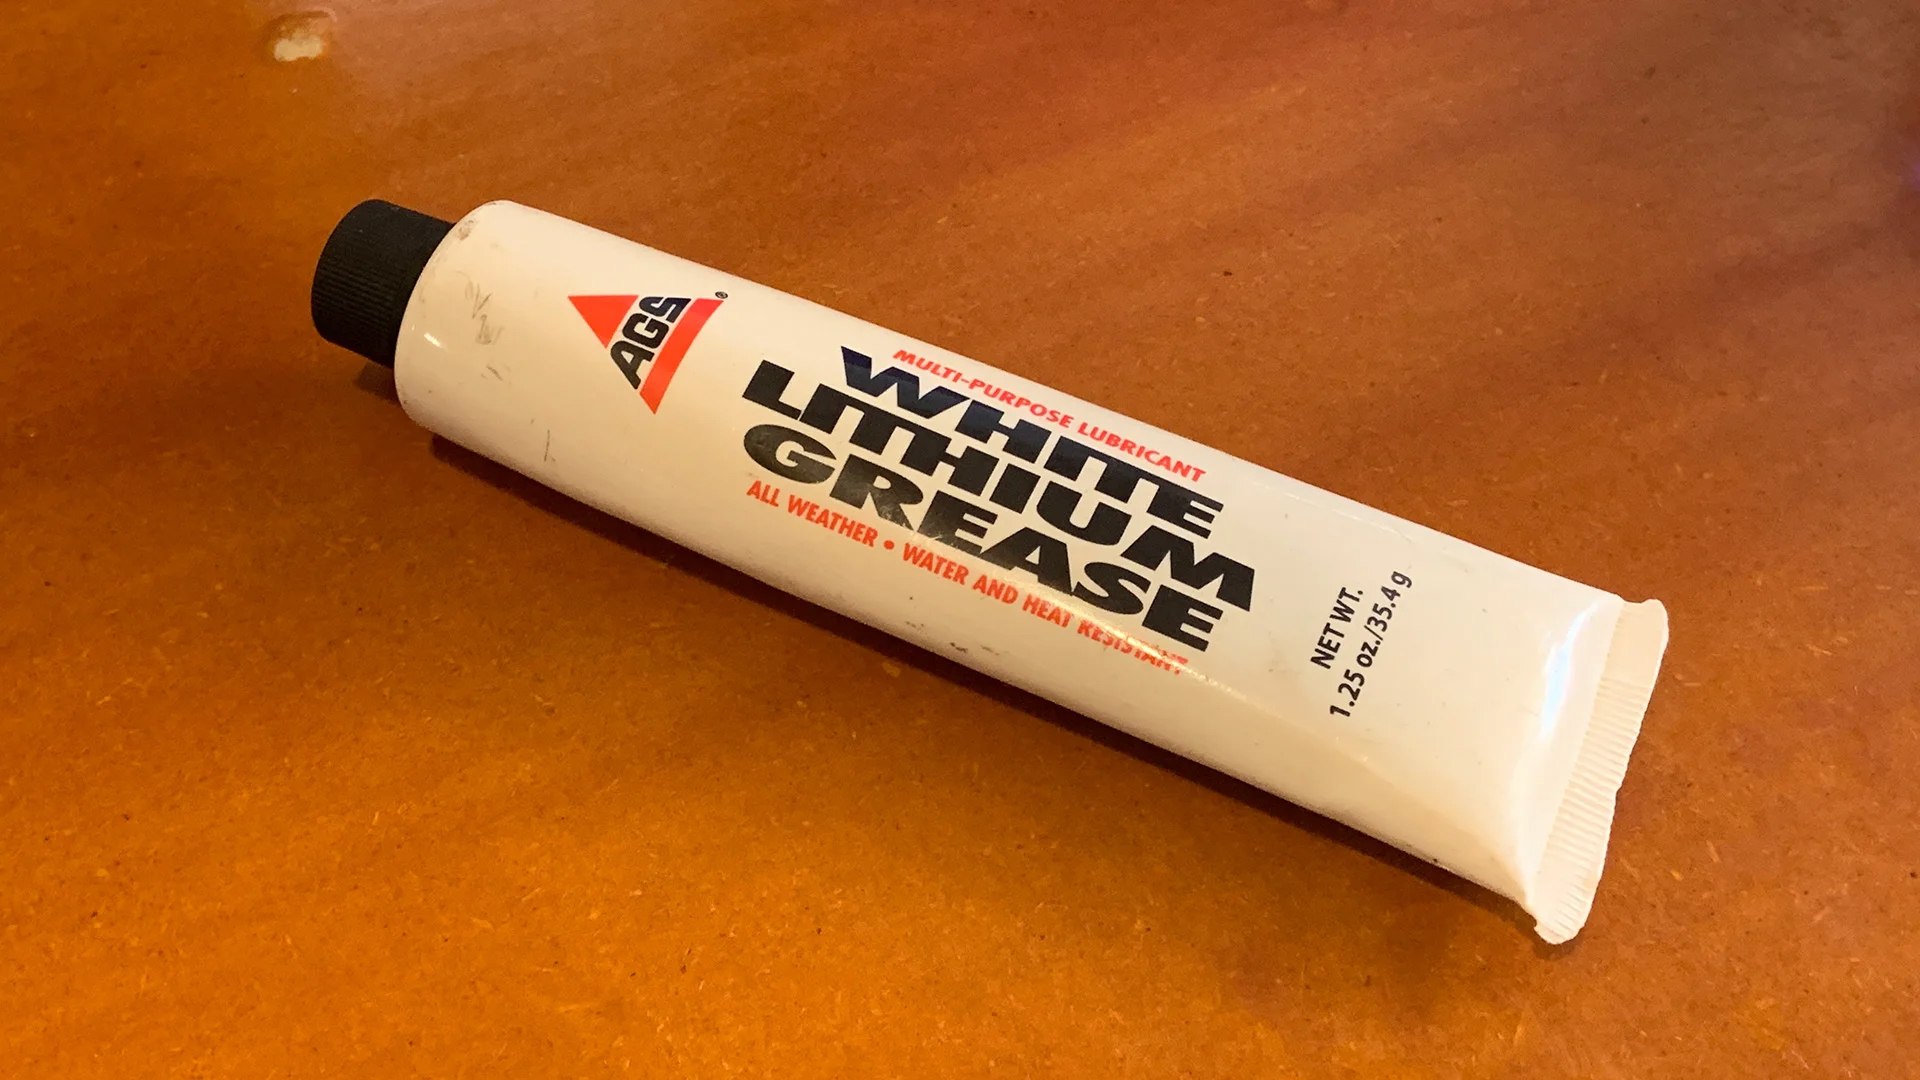 AGS®
MULTI-PURPOSE LUBRICANT
WHITE
LITHIUM
GREASE
ALL WEATHER • WATER AND HEAT RESISTANT
NET WT.
1.25 oz./35.4 g